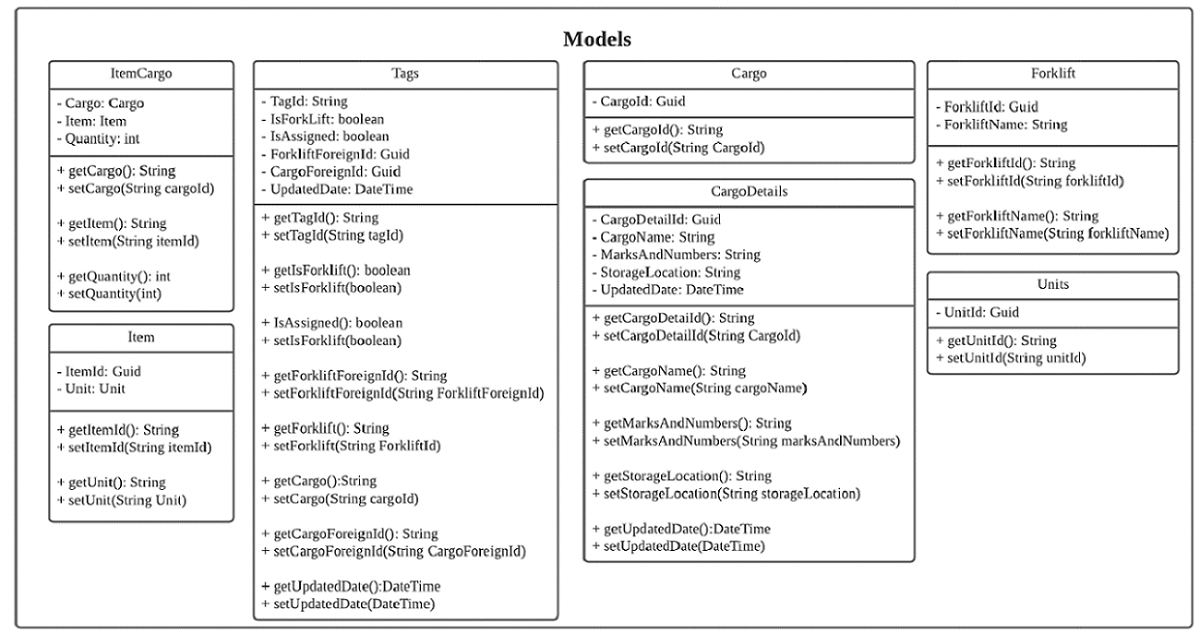 Models
ItemCargo
- Cargo: Cargo
- Item: Item
- Quantity: int
+ getCargo(): String
+ setCargo(String cargoId)
+ getItem(): String
+ setItem(String itemId)
+ getQuantity(): int
+ setQuantity(int)
Item
- ItemId: Guid
- Unit: Unit
+ getItemId(): String
+ setItemId(String itemId)
+ getUnit(): String
+ setUnit(String Unit)
Tags
- TagId: String
- IsForkLift: boolean
- IsAssigned: boolean
- ForkliftForeignId: Guid
- CargoForeignId: Guid
- UpdatedDate: DateTime
+ getTagId(): String
+ setTagId(String tagId)
+ getIsForklift(): boolean
+ setIsForklift(boolean)
+ IsAssigned(): boolean
+ setIsForklift(boolean)
+ getForkliftForeignId(): String
+ setForkliftForeignId(String ForkliftForeignId)
+ getForklift(): String
+ setForklift(String ForkliftId)
+ getCargo():String
+ setCargo(String cargoId)
+ getCargoForeignId(): String
+ setCargoForeignId(String CargoForeignId)
+ getUpdatedDate():DateTime
+ setUpdatedDate(DateTime)
Cargo
- CargoId: Guid
+ getCargoId(): String
+ setCargoId(String CargoId)
CargoDetails
- CargoDetailId: Guid
- CargoName: String
- MarksAndNumbers: String
- StorageLocation: String
- UpdatedDate: DateTime
+ getCargoDetailId(): String
+ setCargoDetailId(String CargoId)
+ getCargoName(): String
+ setCargoName(String cargoName)
+ getMarksAndNumbers(): String
+ setMarksAndNumbers(String marksAndNumbers)
+ getStorageLocation(): String
+ setStorageLocation(String storageLocation)
+ getUpdatedDate():DateTime
+ setUpdatedDate(DateTime)
Forklift
- ForkliftId: Guid
- ForkliftName: String
+ getForkliftId(): String
+ setForkliftId(String forkliftId)
+ getForkliftName(): String
+ setForkliftName(String forkliftName)
Units
- UnitId: Guid
+ getUnitId(): String
+ setUnitId(String unitId)